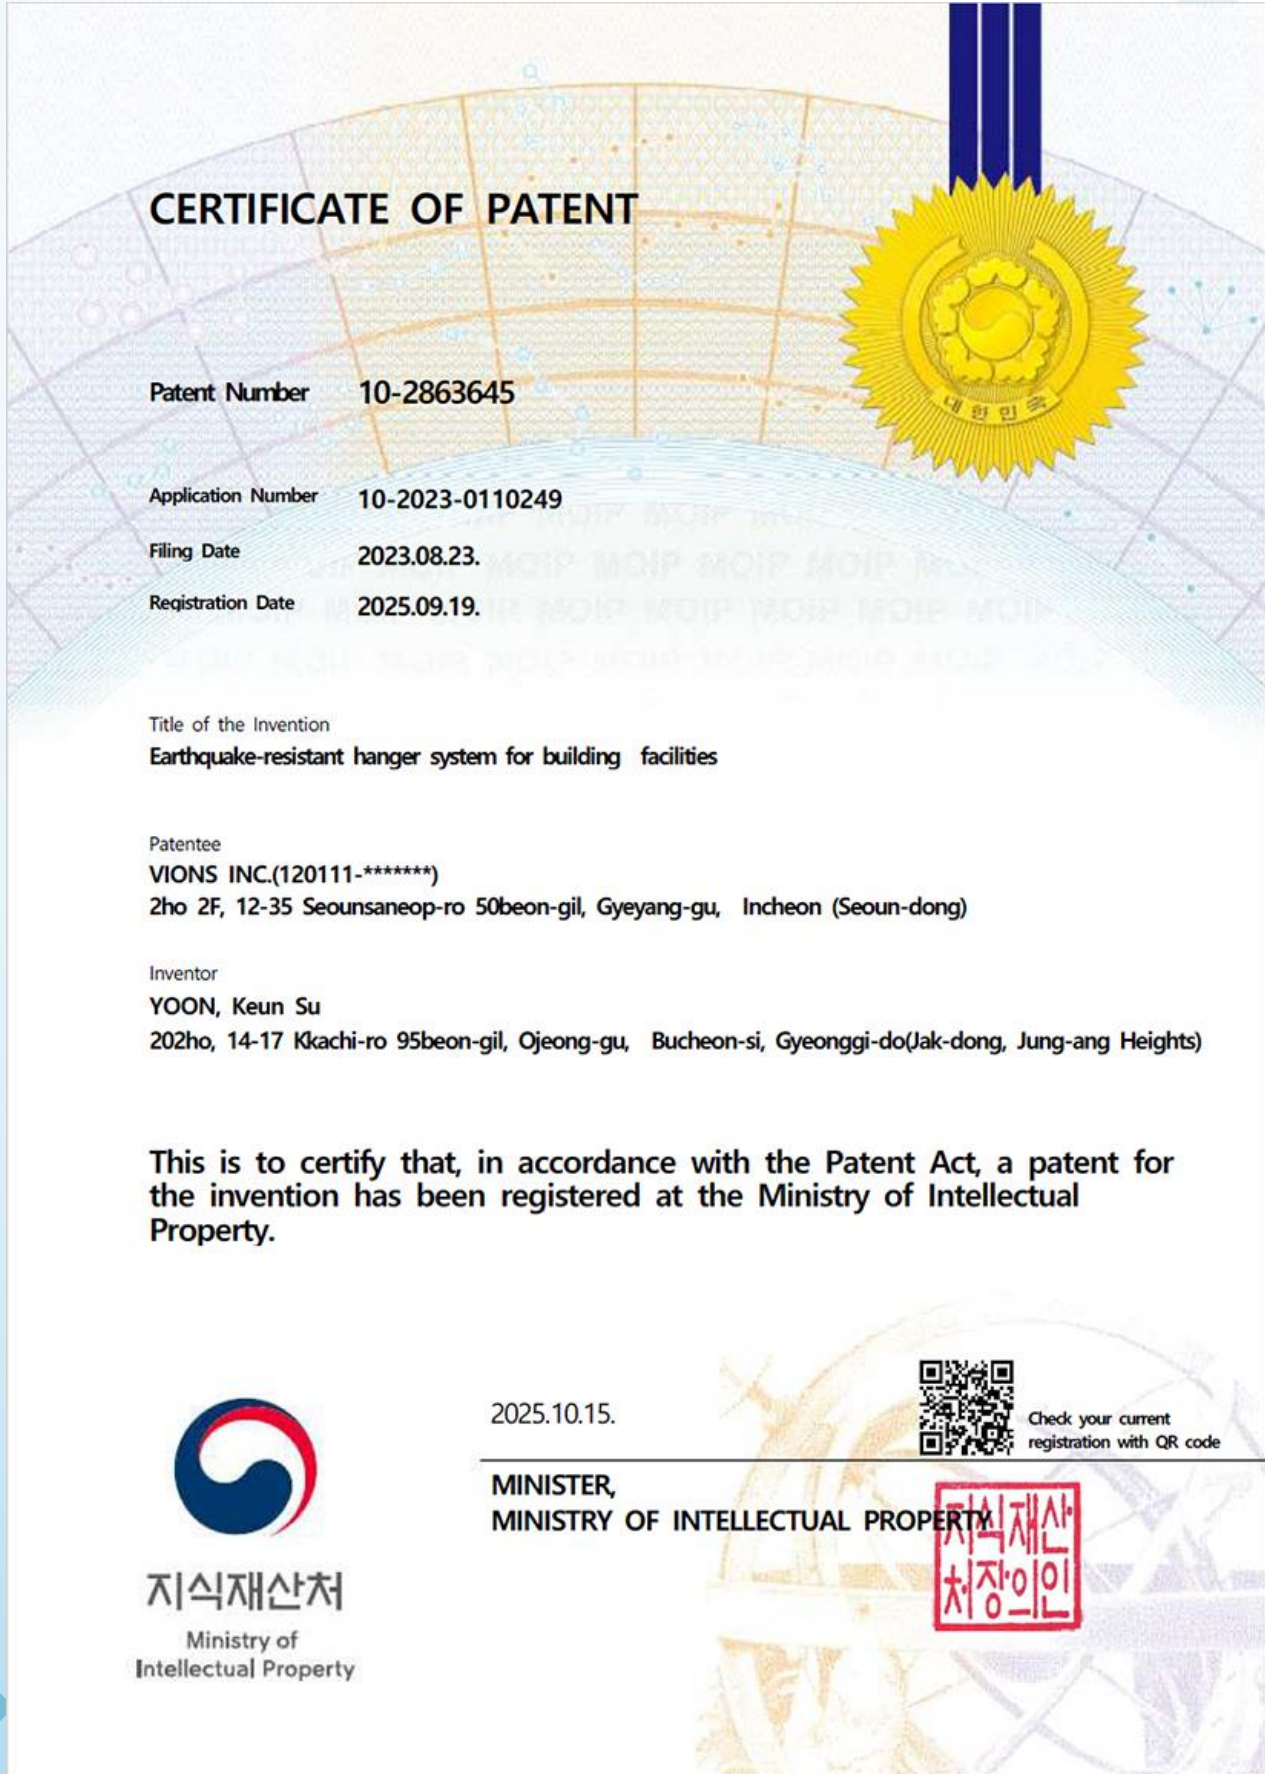 CERTIFICATE OF PATENT
대한민국
Patent Number 10-2863645
Application Number 10-2023-0110249
Filing Date 2023.08.23.
Registration Date 2025.09.19.
Title of the Invention
Earthquake-resistant hanger system for building facilities
Patentee
VIONS INC.(120111-*******)
2ho 2F, 12-35 Seounsaneop-ro 50beon-gil, Gyeyang-gu, Incheon (Seoun-dong)
Inventor
YOON, Keun Su
202ho, 14-17 Kkachi-ro 95beon-gil, Ojeong-gu, Bucheon-si, Gyeonggi-do(Jak-dong, Jung-ang Heights)
This is to certify that, in accordance with the Patent Act, a patent for
the invention has been registered at the Ministry of Intellectual
Property.
2025.10.15.
Check your current
registration with QR code
MINISTER,
MINISTRY OF INTELLECTUAL PROPERTY
지식재산
처장의인
지식재산처
Ministry of
Intellectual Property